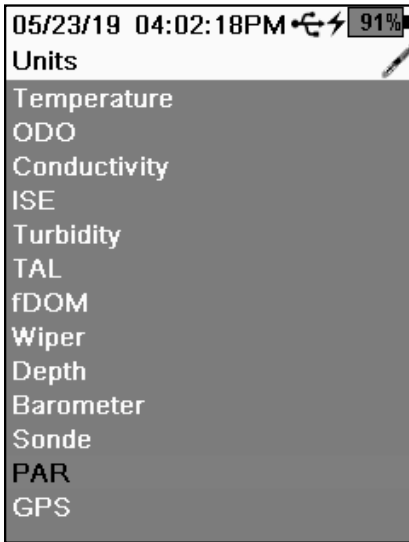 05/23/19 04:02:18PM 91%
Units
Temperature
ODO
Conductivity
ISE
Turbidity
TAL
fDOM
Wiper
Depth
Barometer
Sonde
PAR
GPS